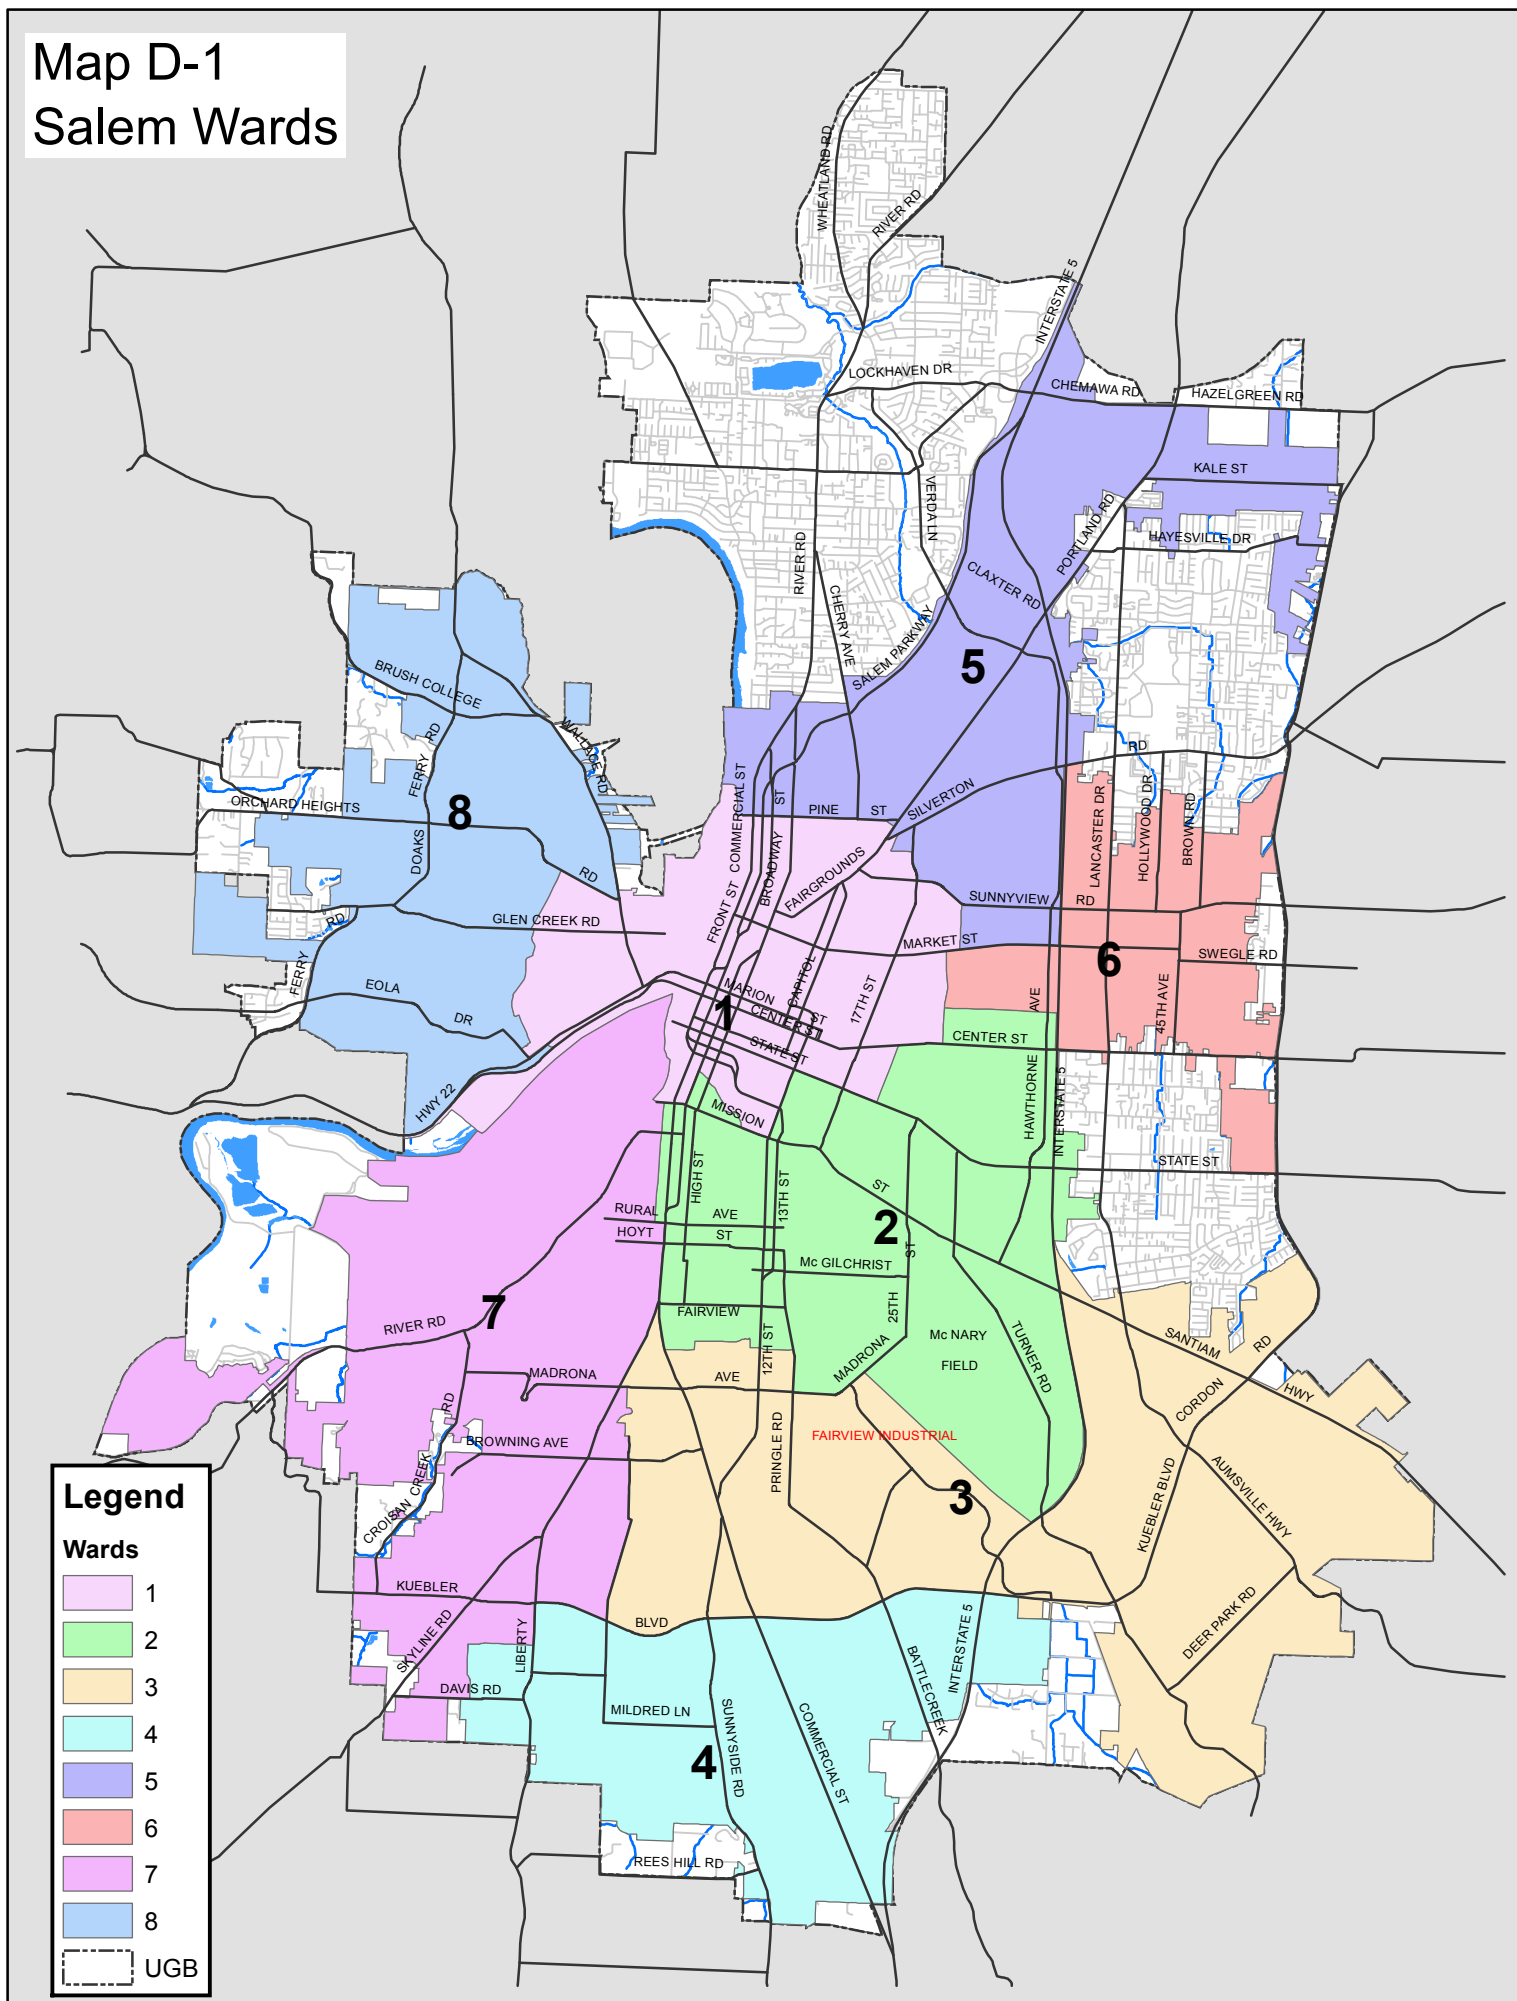 Map D-1
Salem Wards
WHEATLAND RD
RIVER RD
INTERSTATE 5
LOCKHAVEN DR
CHEMAWA RD
HAZELGREEN RD
KALE ST
VERDA LN
PORTLAND RD
HAYESVILLE DR
RIVER RD
CHERRY AVE
CLAXTER RD
SALEM PARKWAY
5
BRUSH COLLEGE
RD
WALLACE RD
FERRY
ORCHARD HEIGHTS
8
DOAKS
RD
COMMERCIAL ST
ST
PINE
ST
SILVERTON
RD
LANCASTER DR
HOLLYWOOD DR
BROWN RD
BROADWAY
FAIRGROUNDS
FRONT ST
SUNNYVIEW
RD
GLEN CREEK RD
RD
MARKET ST
6
SWEGLE RD
FERRY
EOLA
DR
MARION
ST
CAPITOL
17TH ST
1
CENTER ST
STATE ST
AVE
45TH AVE
CENTER ST
HAWTHORNE
INTERSTATE 5
HWY 22
MISSION
ST
STATE ST
HIGH ST
13TH ST
RURAL
AVE
HOYT
ST
2
ST
Mc GILCHRIST
25TH
7
RIVER RD
FAIRVIEW
12TH ST
MADRONA
Mc NARY
FIELD
TURNER RD
SANTIAM
RD
HWY
MADRONA
AVE
CORDON
RD
BROWNING AVE
CROISAN CREEK
PRINGLE RD
FAIRVIEW INDUSTRIAL
3
KUEBLER BLVD
AUMSVILLE HWY
KUEBLER
BLVD
SKYLINE RD
LIBERTY
DAVIS RD
MILDRED LN
SUNNYSIDE RD
COMMERCIAL ST
BATTLECREEK
INTERSTATE 5
DEER PARK RD
4
REES HILL RD
Legend
Wards
1
2
3
4
5
6
7
8
UGB